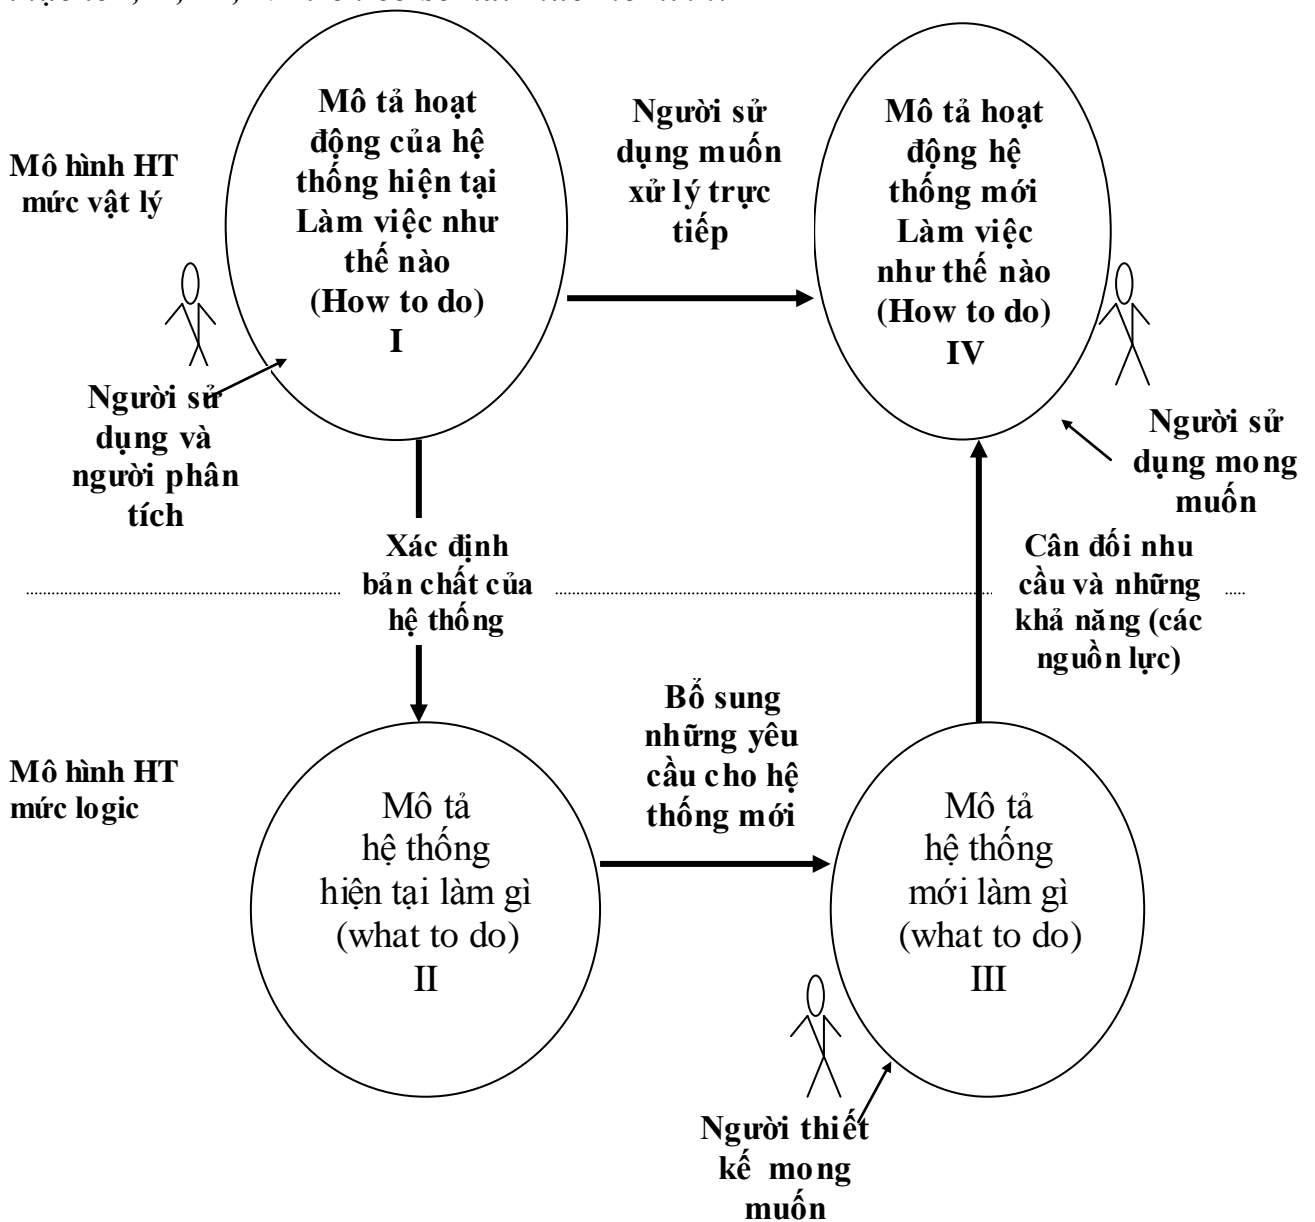 Mô tả hoạt
động của hệ
thống hiện tại
Làm việc như
thế nào
(How to do)
I
Người sử
dụng muốn
xử lý trực
tiếp
Mô tả hoạt
động hệ
thống mới
Làm việc
như thế nào
(How to do)
IV
Mô hình HT
mức vật lý
Người sử
dụng và
người phân
tích
Người sử
dụng mong
muốn
Xác định
bản chất của
hệ thống
Cân đối nhu
cầu và những
khả năng (các
nguồn lực)
Bổ sung
những yêu
cầu cho hệ
thống mới
Mô hình HT
mức logic
Mô tả
hệ thống
hiện tại làm gì
(what to do)
II
Mô tả
hệ thống
mới làm gì
(what to do)
III
Người thiết
kế mong
muốn